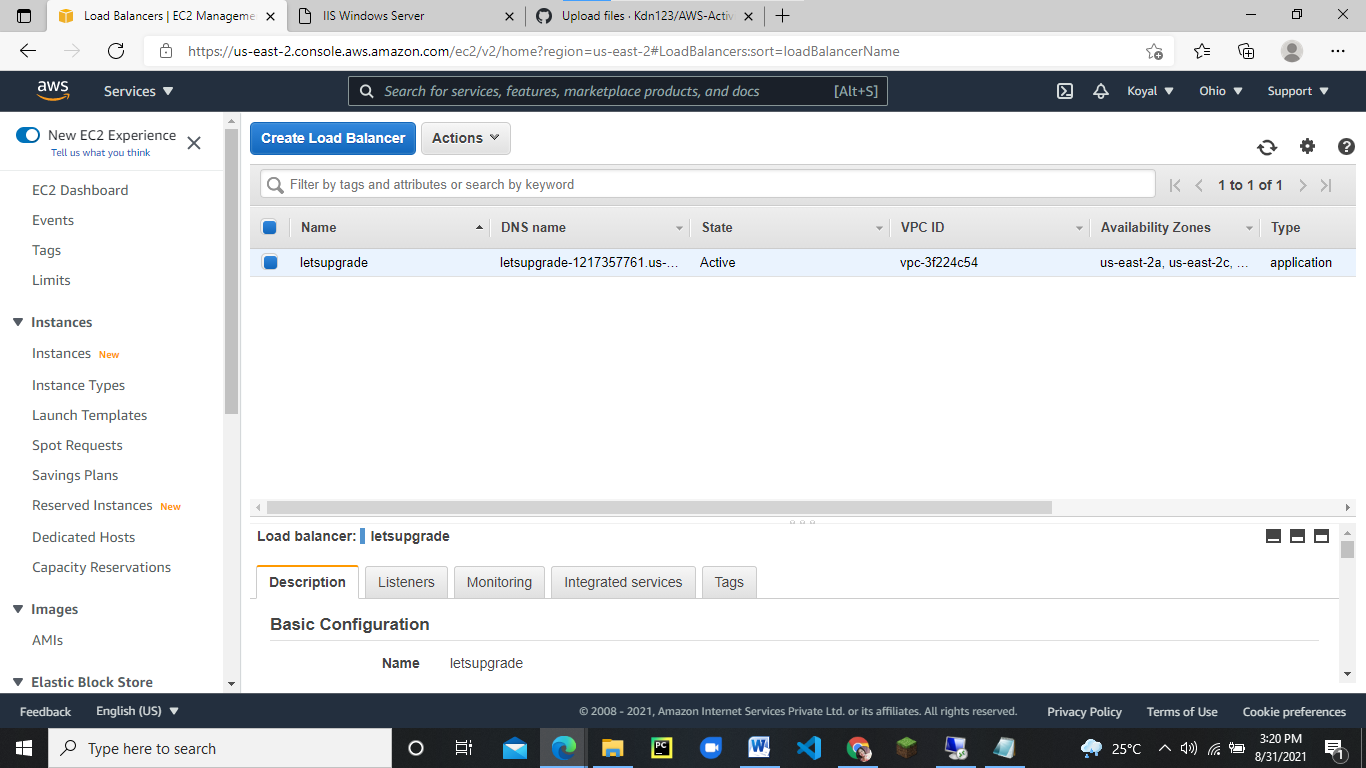 Load Balancers | EC2 Manageme
IIS Windows Server
Upload files · Kdn123/AWS-Activ
https://us-east-2.console.aws.amazon.com/ec2/v2/home?region=us-east-2#LoadBalancers:sort=loadBalancerName
aws
Services
Search for services, features, marketplace products, and docs
[Alt+S]
Koyal
Ohio
Support
New EC2 Experience
Tell us what you think
EC2 Dashboard
Events
Tags
Limits
Instances
Instances New
Instance Types
Launch Templates
Spot Requests
Savings Plans
Reserved Instances New
Dedicated Hosts
Capacity Reservations
Images
AMIs
Elastic Block Store
Create Load Balancer
Actions
Filter by tags and attributes or search by keyword
1 to 1 of 1
Name DNS name State VPC ID Availability Zones Type
letsupgrade letsupgrade-1217357761.us-... Active vpc-3f224c54 us-east-2a, us-east-2c, ... application
Load balancer: letsupgrade
Description Listeners Monitoring Integrated services Tags
Basic Configuration
Name letsupgrade
Feedback
English (US)
© 2008 - 2021, Amazon Internet Services Private Ltd. or its affiliates. All rights reserved.
Privacy Policy
Terms of Use
Cookie preferences
Type here to search
PC
W
25°C
3:20 PM
8/31/2021
1